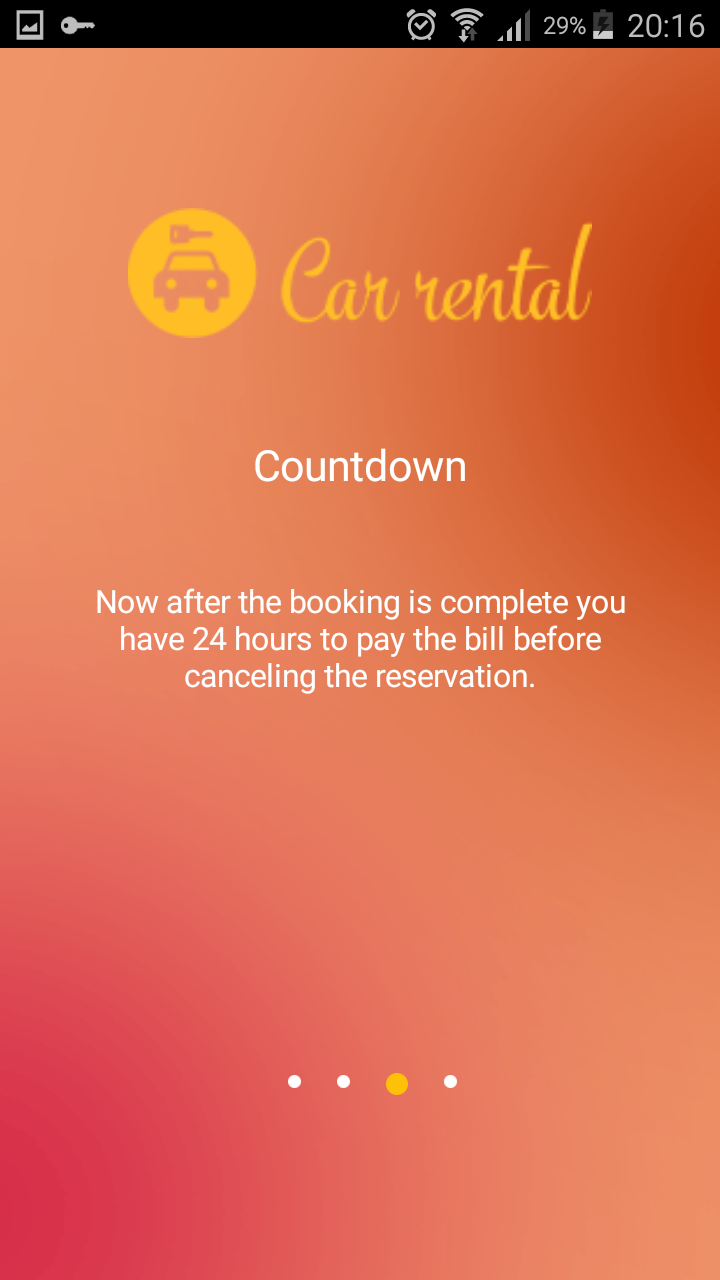 29% 20:16
Car rental
Countdown
Now after the booking is complete you
have 24 hours to pay the bill before
canceling the reservation.